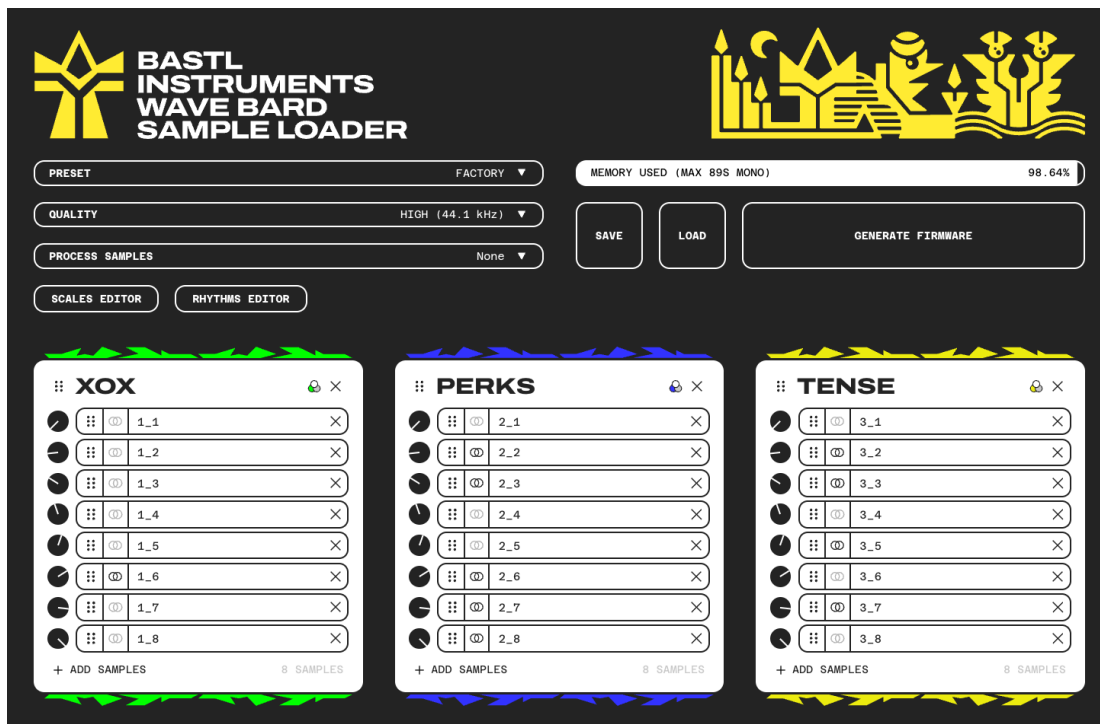 BASTL
INSTRUMENTS
WAVE BARD
SAMPLE LOADER
PRESET FACTORY ▼
MEMORY USED (MAX 89S MONO) 98.64%
QUALITY HIGH (44.1 kHz) ▼
SAVE LOAD GENERATE FIRMWARE
PROCESS SAMPLES None ▼
SCALES EDITOR RHYTHMS EDITOR
XOX
1_1
1_2
1_3
1_4
1_5
1_6
1_7
1_8
+ ADD SAMPLES 8 SAMPLES
PERKS
2_1
2_2
2_3
2_4
2_5
2_6
2_7
2_8
+ ADD SAMPLES 8 SAMPLES
TENSE
3_1
3_2
3_3
3_4
3_5
3_6
3_7
3_8
+ ADD SAMPLES 8 SAMPLES